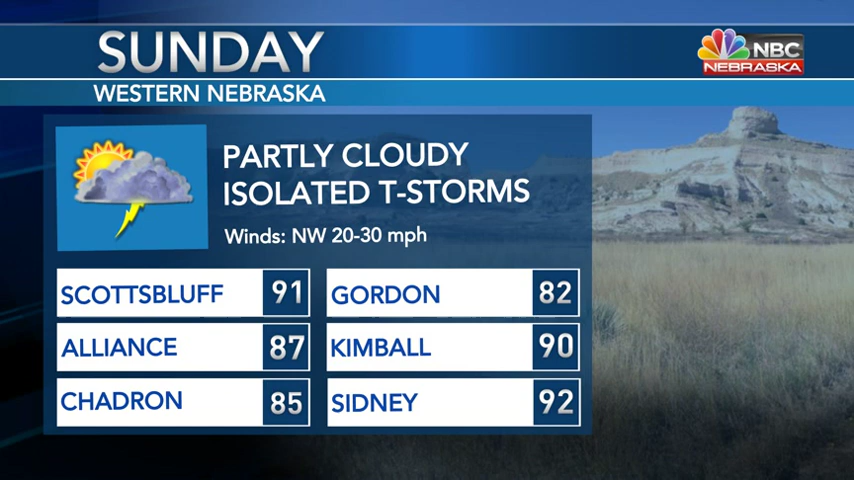 SUNDAY
NBC
NEBRASKA
WESTERN NEBRASKA
PARTLY CLOUDY
ISOLATED T-STORMS
Winds: NW 20-30 mph
SCOTTSBLUFF 91
GORDON 82
ALLIANCE 87
KIMBALL 90
CHADRON 85
SIDNEY 92